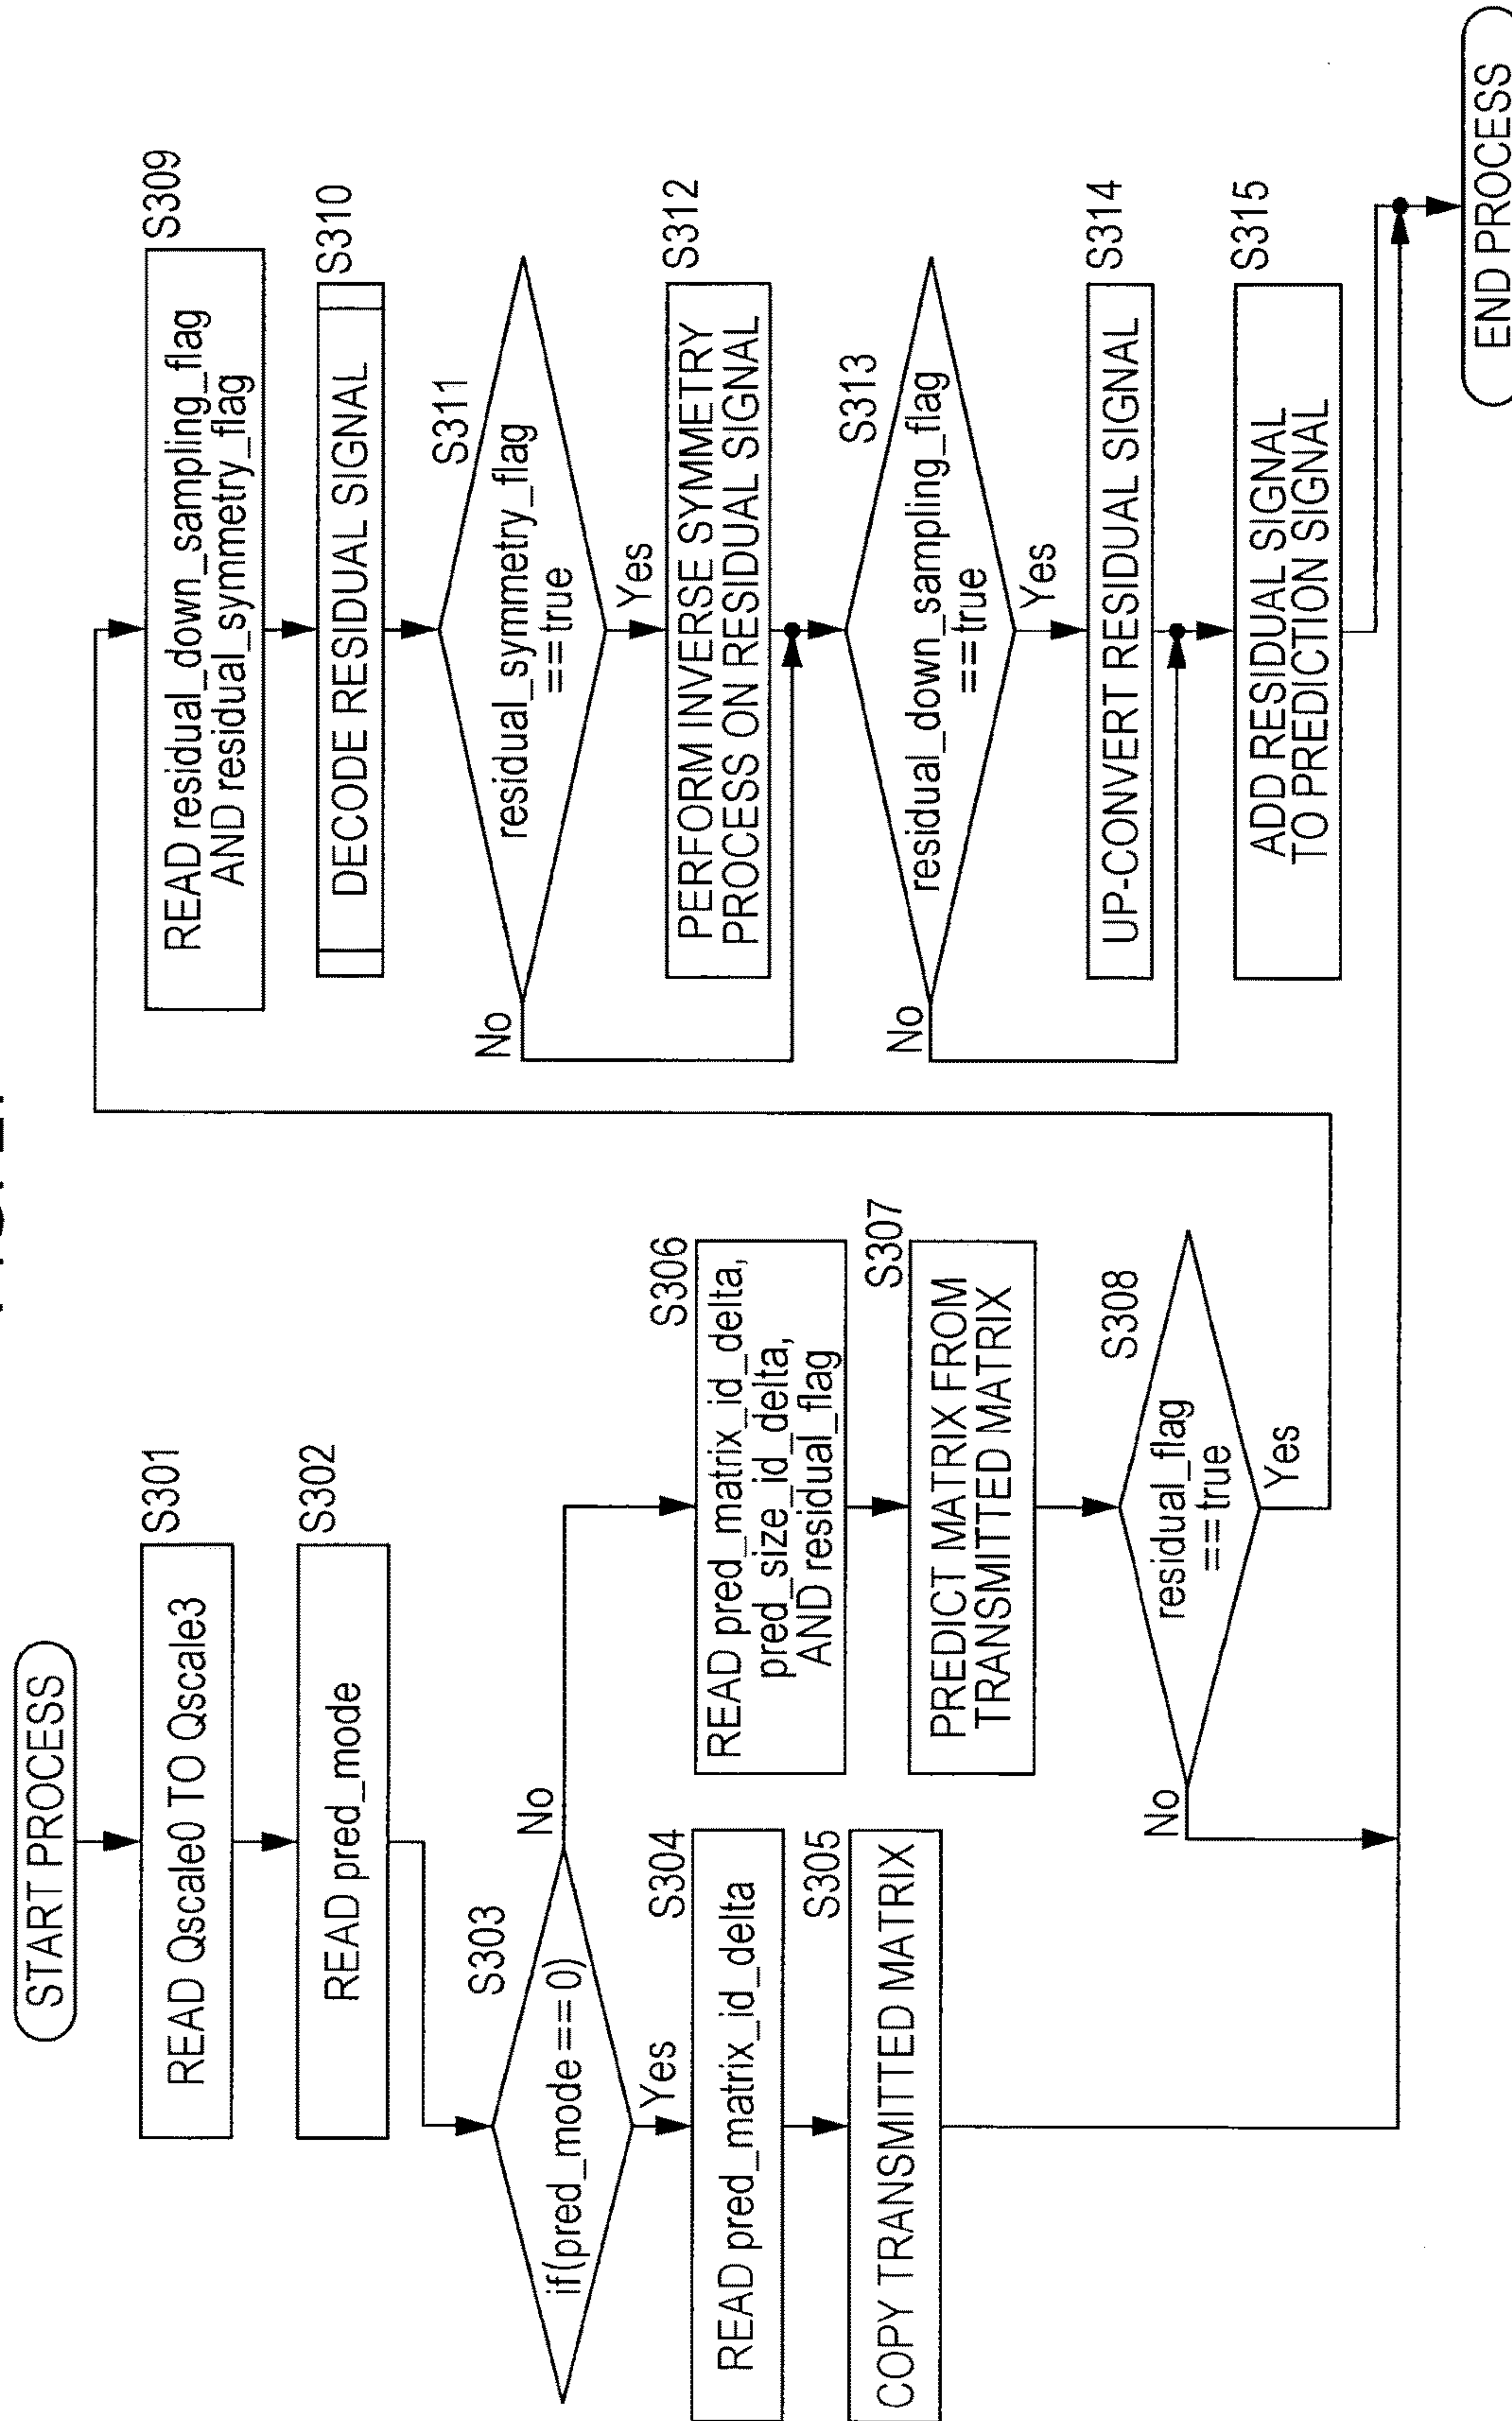 START PROCESS
S301
READ Qscale0 TO Qscale3
S302
READ pred_mode
S303
if(pred_mode==0)
No
Yes
S304
READ pred_matrix_id_delta
S305
COPY TRANSMITTED MATRIX
S306
READ pred_matrix_id_delta,
pred_size_id_delta,
AND residual_flag
S307
PREDICT MATRIX FROM
TRANSMITTED MATRIX
S308
residual_flag
==true
No
Yes
S309
READ residual_down_sampling_flag
AND residual_symmetry_flag
S310
DECODE RESIDUAL SIGNAL
S311
residual_symmetry_flag
==true
No
Yes
S312
PERFORM INVERSE SYMMETRY
PROCESS ON RESIDUAL SIGNAL
S313
residual_down_sampling_flag
==true
No
Yes
S314
UP-CONVERT RESIDUAL SIGNAL
S315
ADD RESIDUAL SIGNAL
TO PREDICTION SIGNAL
END PROCESS